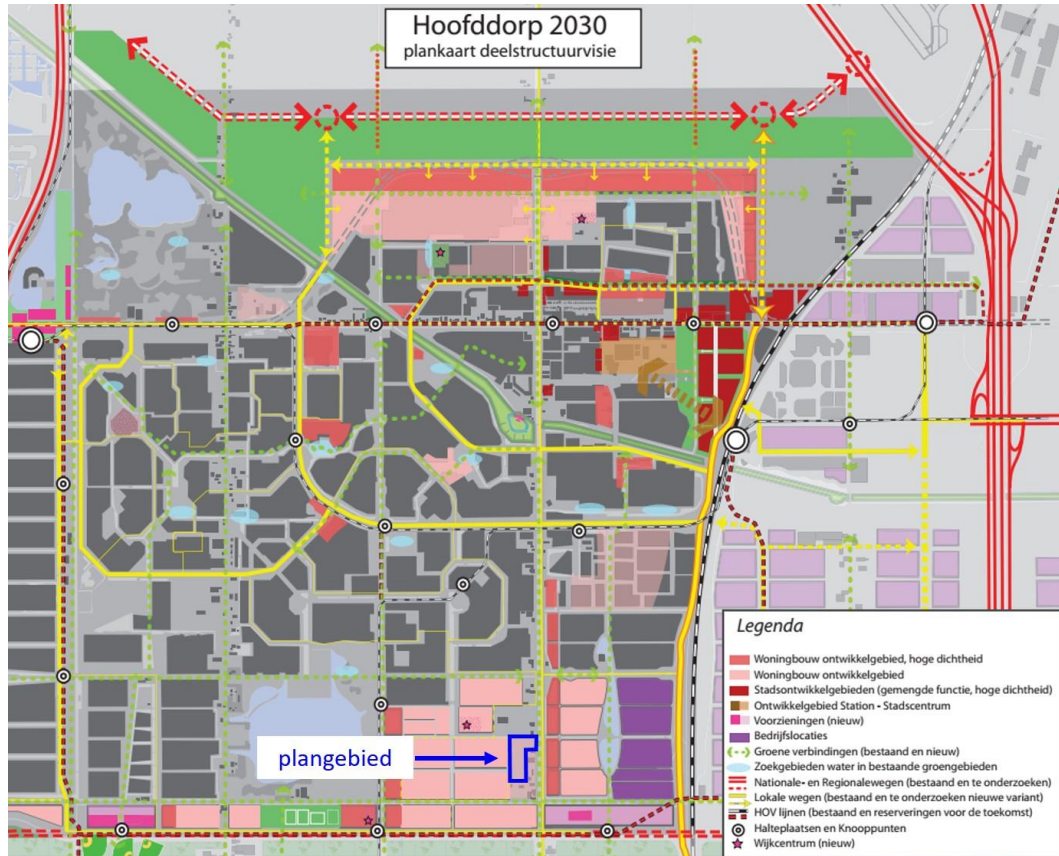 Hoofddorp 2030
plankaart deelstructuurvisie
plangebied
Legenda
Woningbouw ontwikkelgebied, hoge dichtheid
Woningbouw ontwikkelgebied
Stadsontwikkelgebieden (gemengde functie, hoge dichtheid)
Ontwikkelgebied Station - Stadscentrum
Voorzieningen (nieuw)
Bedrijfslocaties
Groene verbindingen (bestaand en nieuw)
Zoekgebieden water in bestaande groengebieden
Nationale- en Regionalewegen (bestaand en te onderzoeken)
Lokale wegen (bestaand en te onderzoeken nieuwe variant)
HOV lijnen (bestaand en reserveringen voor de toekomst)
Halteplaatsen en Knooppunten
Wijkcentrum (nieuw)